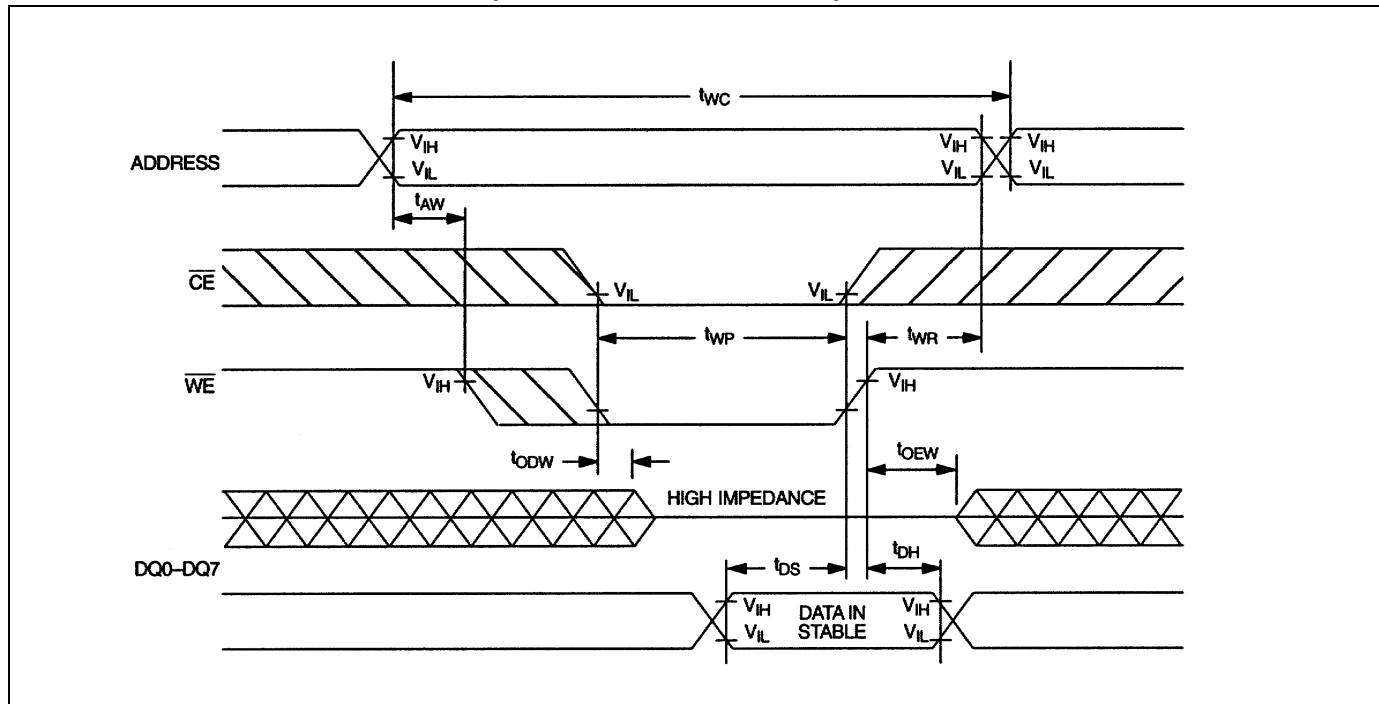 tWC
ADDRESS
VIH
VIL
VIH
VIL
VIH
VIL
tAW
CE
VIL
VIL
tWP
tWR
WE
VIH
VIH
tODW
tOEW
HIGH IMPEDANCE
DQ0–DQ7
tDS
tDH
VIH
VIL
DATA IN
STABLE
VIH
VIL